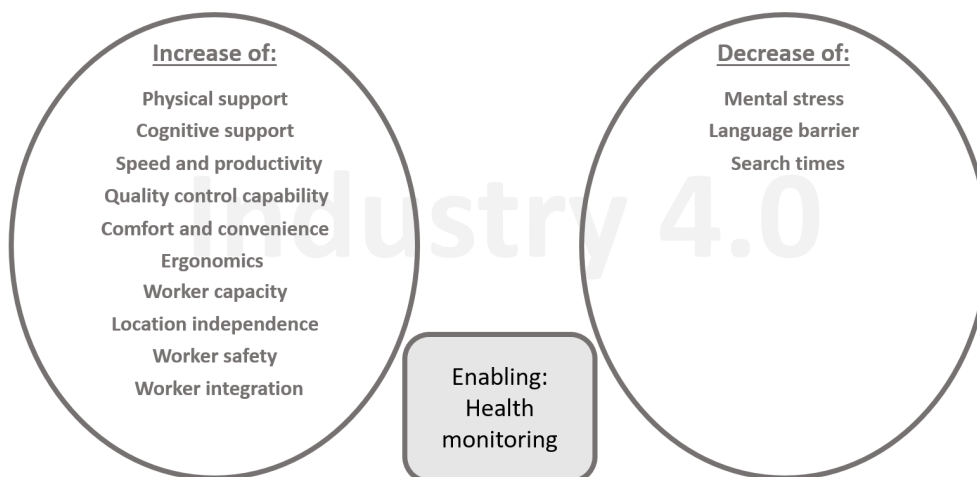 Increase of:
Physical support
Cognitive support
Speed and productivity
Quality control capability
Comfort and convenience
Ergonomics
Worker capacity
Location independence
Worker safety
Worker integration
Industry 4.0
Enabling:
Health
monitoring
Decrease of:
Mental stress
Language barrier
Search times